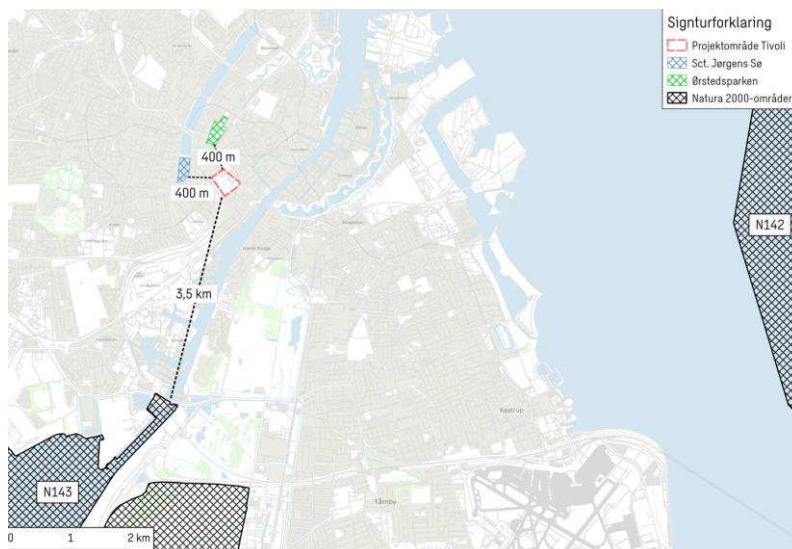 Signturforklaring
Projektområde Tivoli
Sct. Jørgens Sø
Ørstedsparken
Natura 2000-områder
400 m
400 m
N142
3,5 km
Kastrup
N143
Tårnby
0 1 2 km